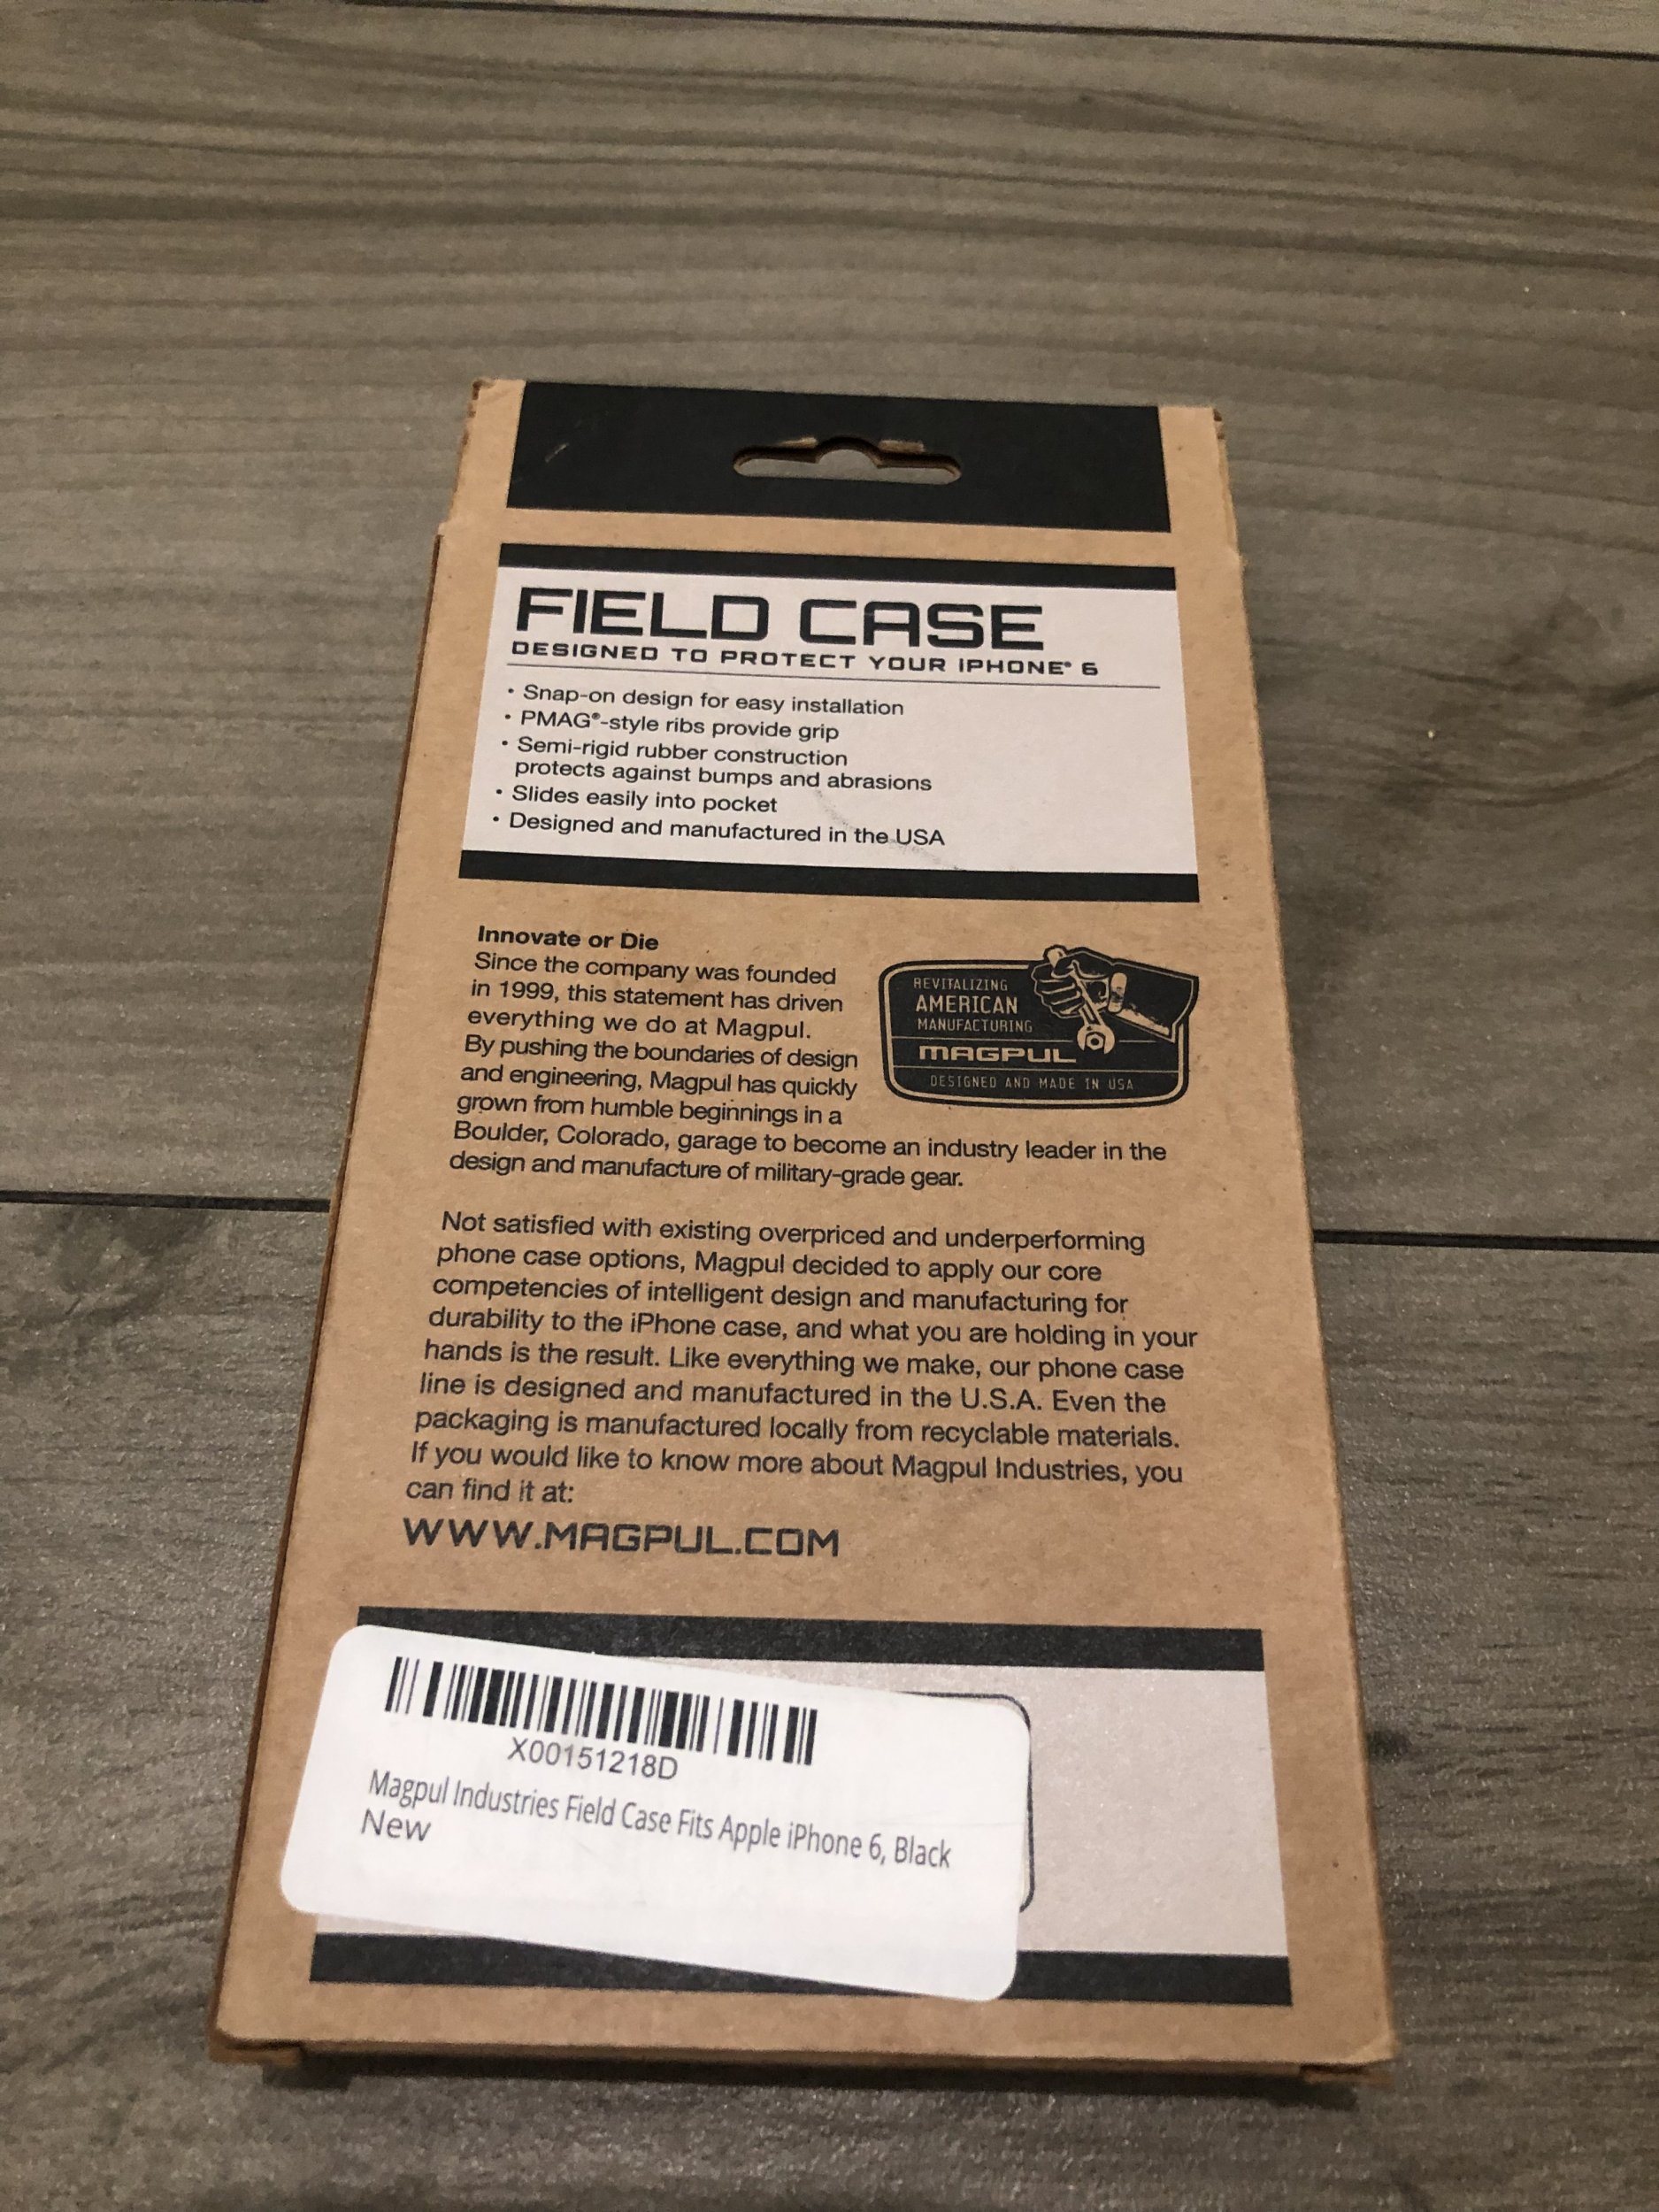 FIELD CASE
DESIGNED TO PROTECT YOUR iPHONE® 6
• Snap-on design for easy installation
• PMAG®-style ribs provide grip
• Semi-rigid rubber construction
protects against bumps and abrasions
• Slides easily into pocket
• Designed and manufactured in the USA
Innovate or Die
Since the company was founded
in 1999, this statement has driven
everything we do at Magpul.
By pushing the boundaries of design
and engineering, Magpul has quickly
grown from humble beginnings in a
Boulder, Colorado, garage to become an industry leader in the
design and manufacture of military-grade gear.
REVITALIZING
AMERICAN
MANUFACTURING
MAGPUL
DESIGNED AND MADE IN USA
Not satisfied with existing overpriced and underperforming
phone case options, Magpul decided to apply our core
competencies of intelligent design and manufacturing for
durability to the iPhone case, and what you are holding in your
hands is the result. Like everything we make, our phone case
line is designed and manufactured in the U.S.A. Even the
packaging is manufactured locally from recyclable materials.
If you would like to know more about Magpul Industries, you
can find it at:
WWW.MAGPUL.COM
X00151218D
Magpul Industries Field Case Fits Apple iPhone 6, Black
New